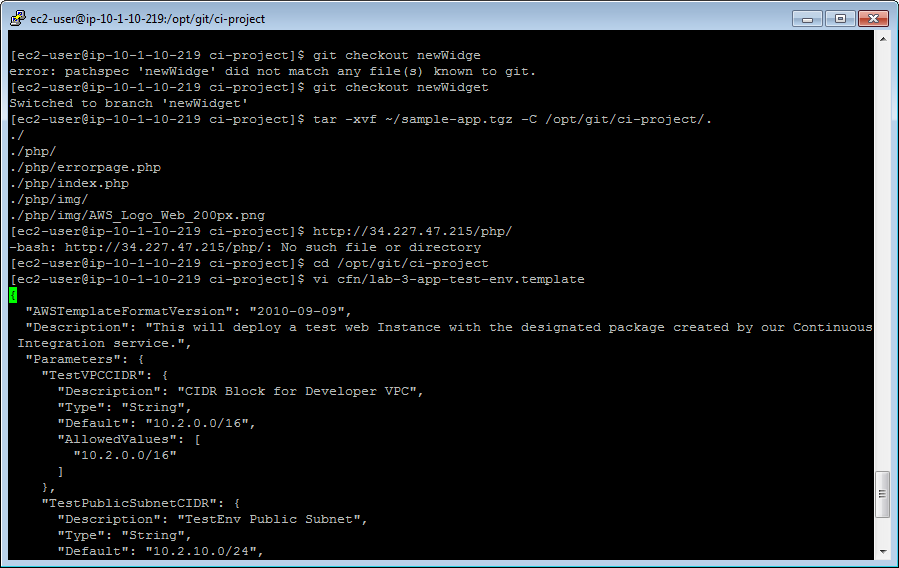 ec2-user@ip-10-1-10-219:/opt/git/ci-project
[ec2-user@ip-10-1-10-219 ci-project]$ git checkout newWidge
error: pathspec 'newWidge' did not match any file(s) known to git.
[ec2-user@ip-10-1-10-219 ci-project]$ git checkout newWidget
Switched to branch 'newWidget'
[ec2-user@ip-10-1-10-219 ci-project]$ tar -xvf ~/sample-app.tgz -C /opt/git/ci-project/.
./
./php/
./php/errorpage.php
./php/index.php
./php/img/
./php/img/AWS_Logo_Web_200px.png
[ec2-user@ip-10-1-10-219 ci-project]$ http://34.227.47.215/php/
-bash: http://34.227.47.215/php/: No such file or directory
[ec2-user@ip-10-1-10-219 ci-project]$ cd /opt/git/ci-project
[ec2-user@ip-10-1-10-219 ci-project]$ vi cfn/lab-3-app-test-env.template
{
  "AWSTemplateFormatVersion": "2010-09-09",
  "Description": "This will deploy a test web Instance with the designated package created by our Continuous
 Integration service.",
  "Parameters": {
    "TestVPCCIDR": {
      "Description": "CIDR Block for Developer VPC",
      "Type": "String",
      "Default": "10.2.0.0/16",
      "AllowedValues": [
        "10.2.0.0/16"
      ]
    },
    "TestPublicSubnetCIDR": {
      "Description": "TestEnv Public Subnet",
      "Type": "String",
      "Default": "10.2.10.0/24",